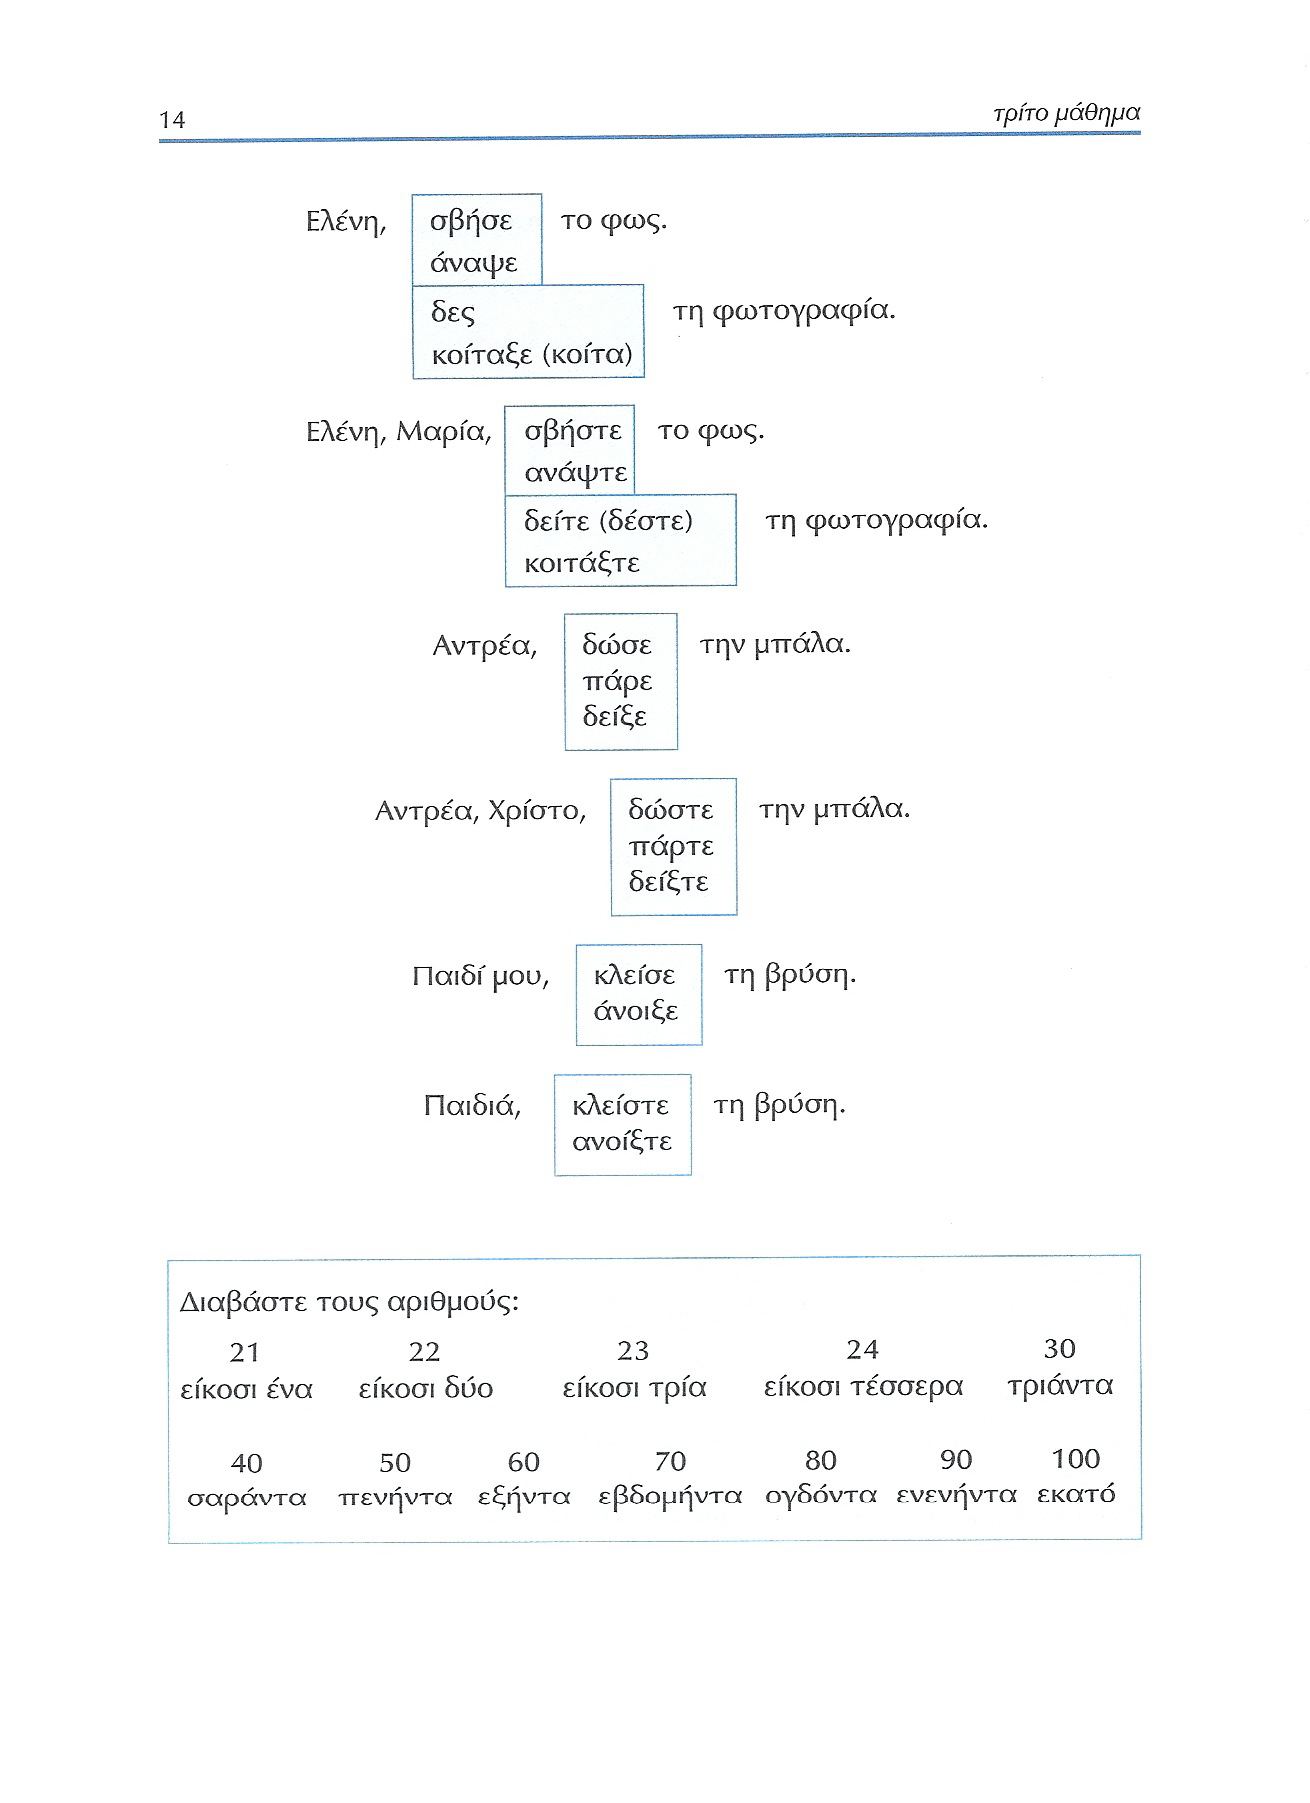 14 τρίτο μάθημα
Ελένη, σβήσε το φως.
άναψε
δες τη φωτογραφία.
κοίταξε (κοίτα)
Ελένη, Μαρία, σβήστε το φως.
ανάψτε
δείτε (δέστε) τη φωτογραφία.
κοιτάξτε
Αντρέα, δώσε την μπάλα.
πάρε
δείξε
Αντρέα, Χρίστο, δώστε την μπάλα.
πάρτε
δείξτε
Παιδί μου, κλείσε τη βρύση.
άνοιξε
Παιδιά, κλείστε τη βρύση.
ανοίξτε
Διαβάστε τους αριθμούς:
21 22 23 24 30
είκοσι ένα είκοσι δύο είκοσι τρία είκοσι τέσσερα τριάντα
40 50 60 70 80 90 100
σαράντα πενήντα εξήντα εβδομήντα ογδόντα ενενήντα εκατό